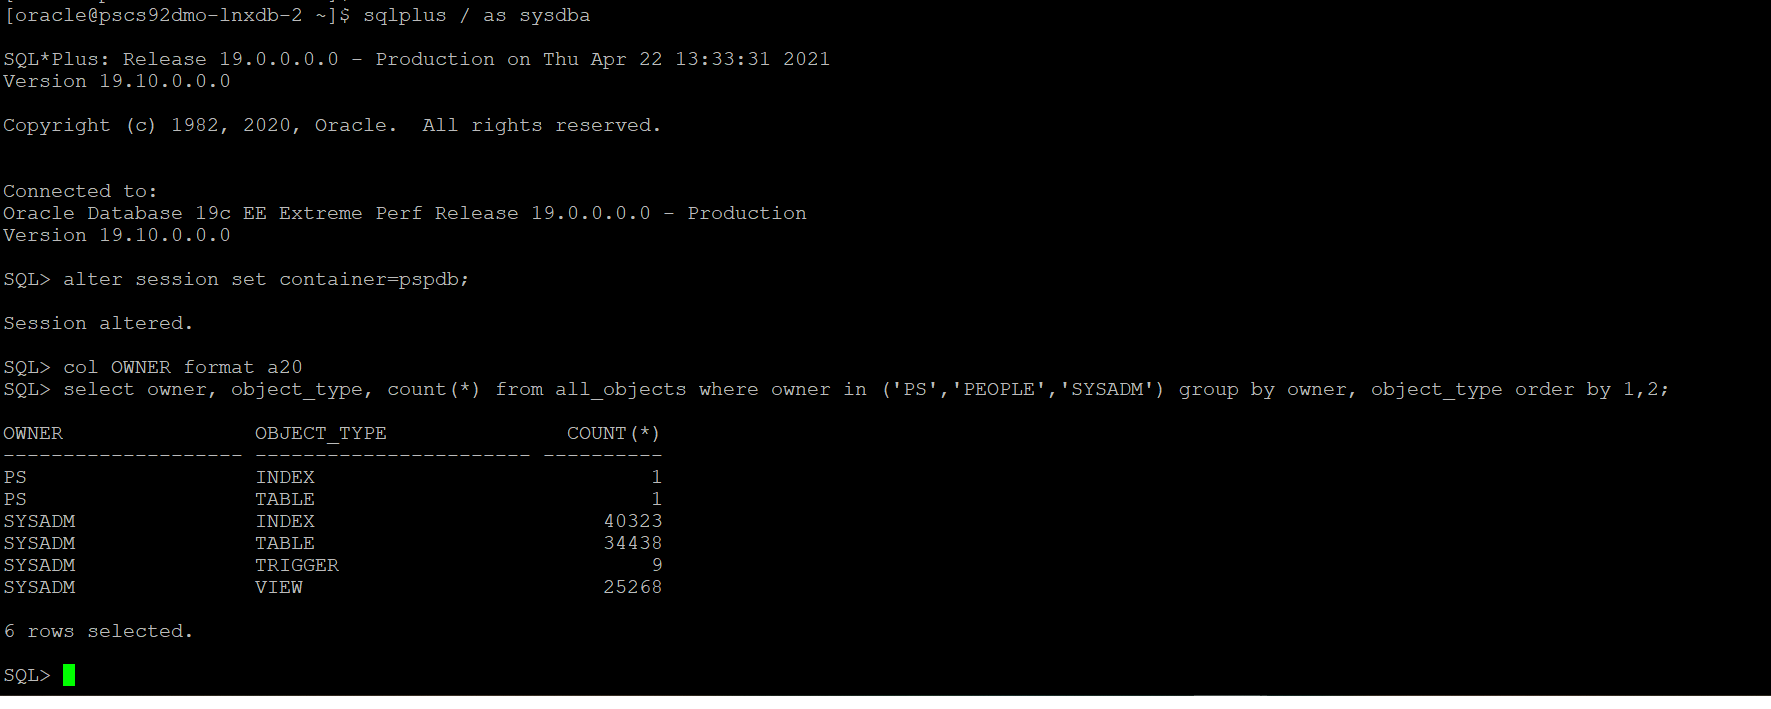 [oracle@pscs92dmo-lnxdb-2 ~]$ sqlplus / as sysdba
SQL*Plus: Release 19.0.0.0.0 - Production on Thu Apr 22 13:33:31 2021
Version 19.10.0.0.0
Copyright (c) 1982, 2020, Oracle.  All rights reserved.
Connected to:
Oracle Database 19c EE Extreme Perf Release 19.0.0.0.0 - Production
Version 19.10.0.0.0
SQL> alter session set container=pspdb;
Session altered.
SQL> col OWNER format a20
SQL> select owner, object_type, count(*) from all_objects where owner in ('PS','PEOPLE','SYSADM') group by owner, object_type order by 1,2;
OWNER                OBJECT_TYPE               COUNT(*)
-------------------- ----------------------- ----------
PS                   INDEX                            1
PS                   TABLE                            1
SYSADM               INDEX                        40323
SYSADM               TABLE                        34438
SYSADM               TRIGGER                          9
SYSADM               VIEW                         25268
6 rows selected.
SQL>